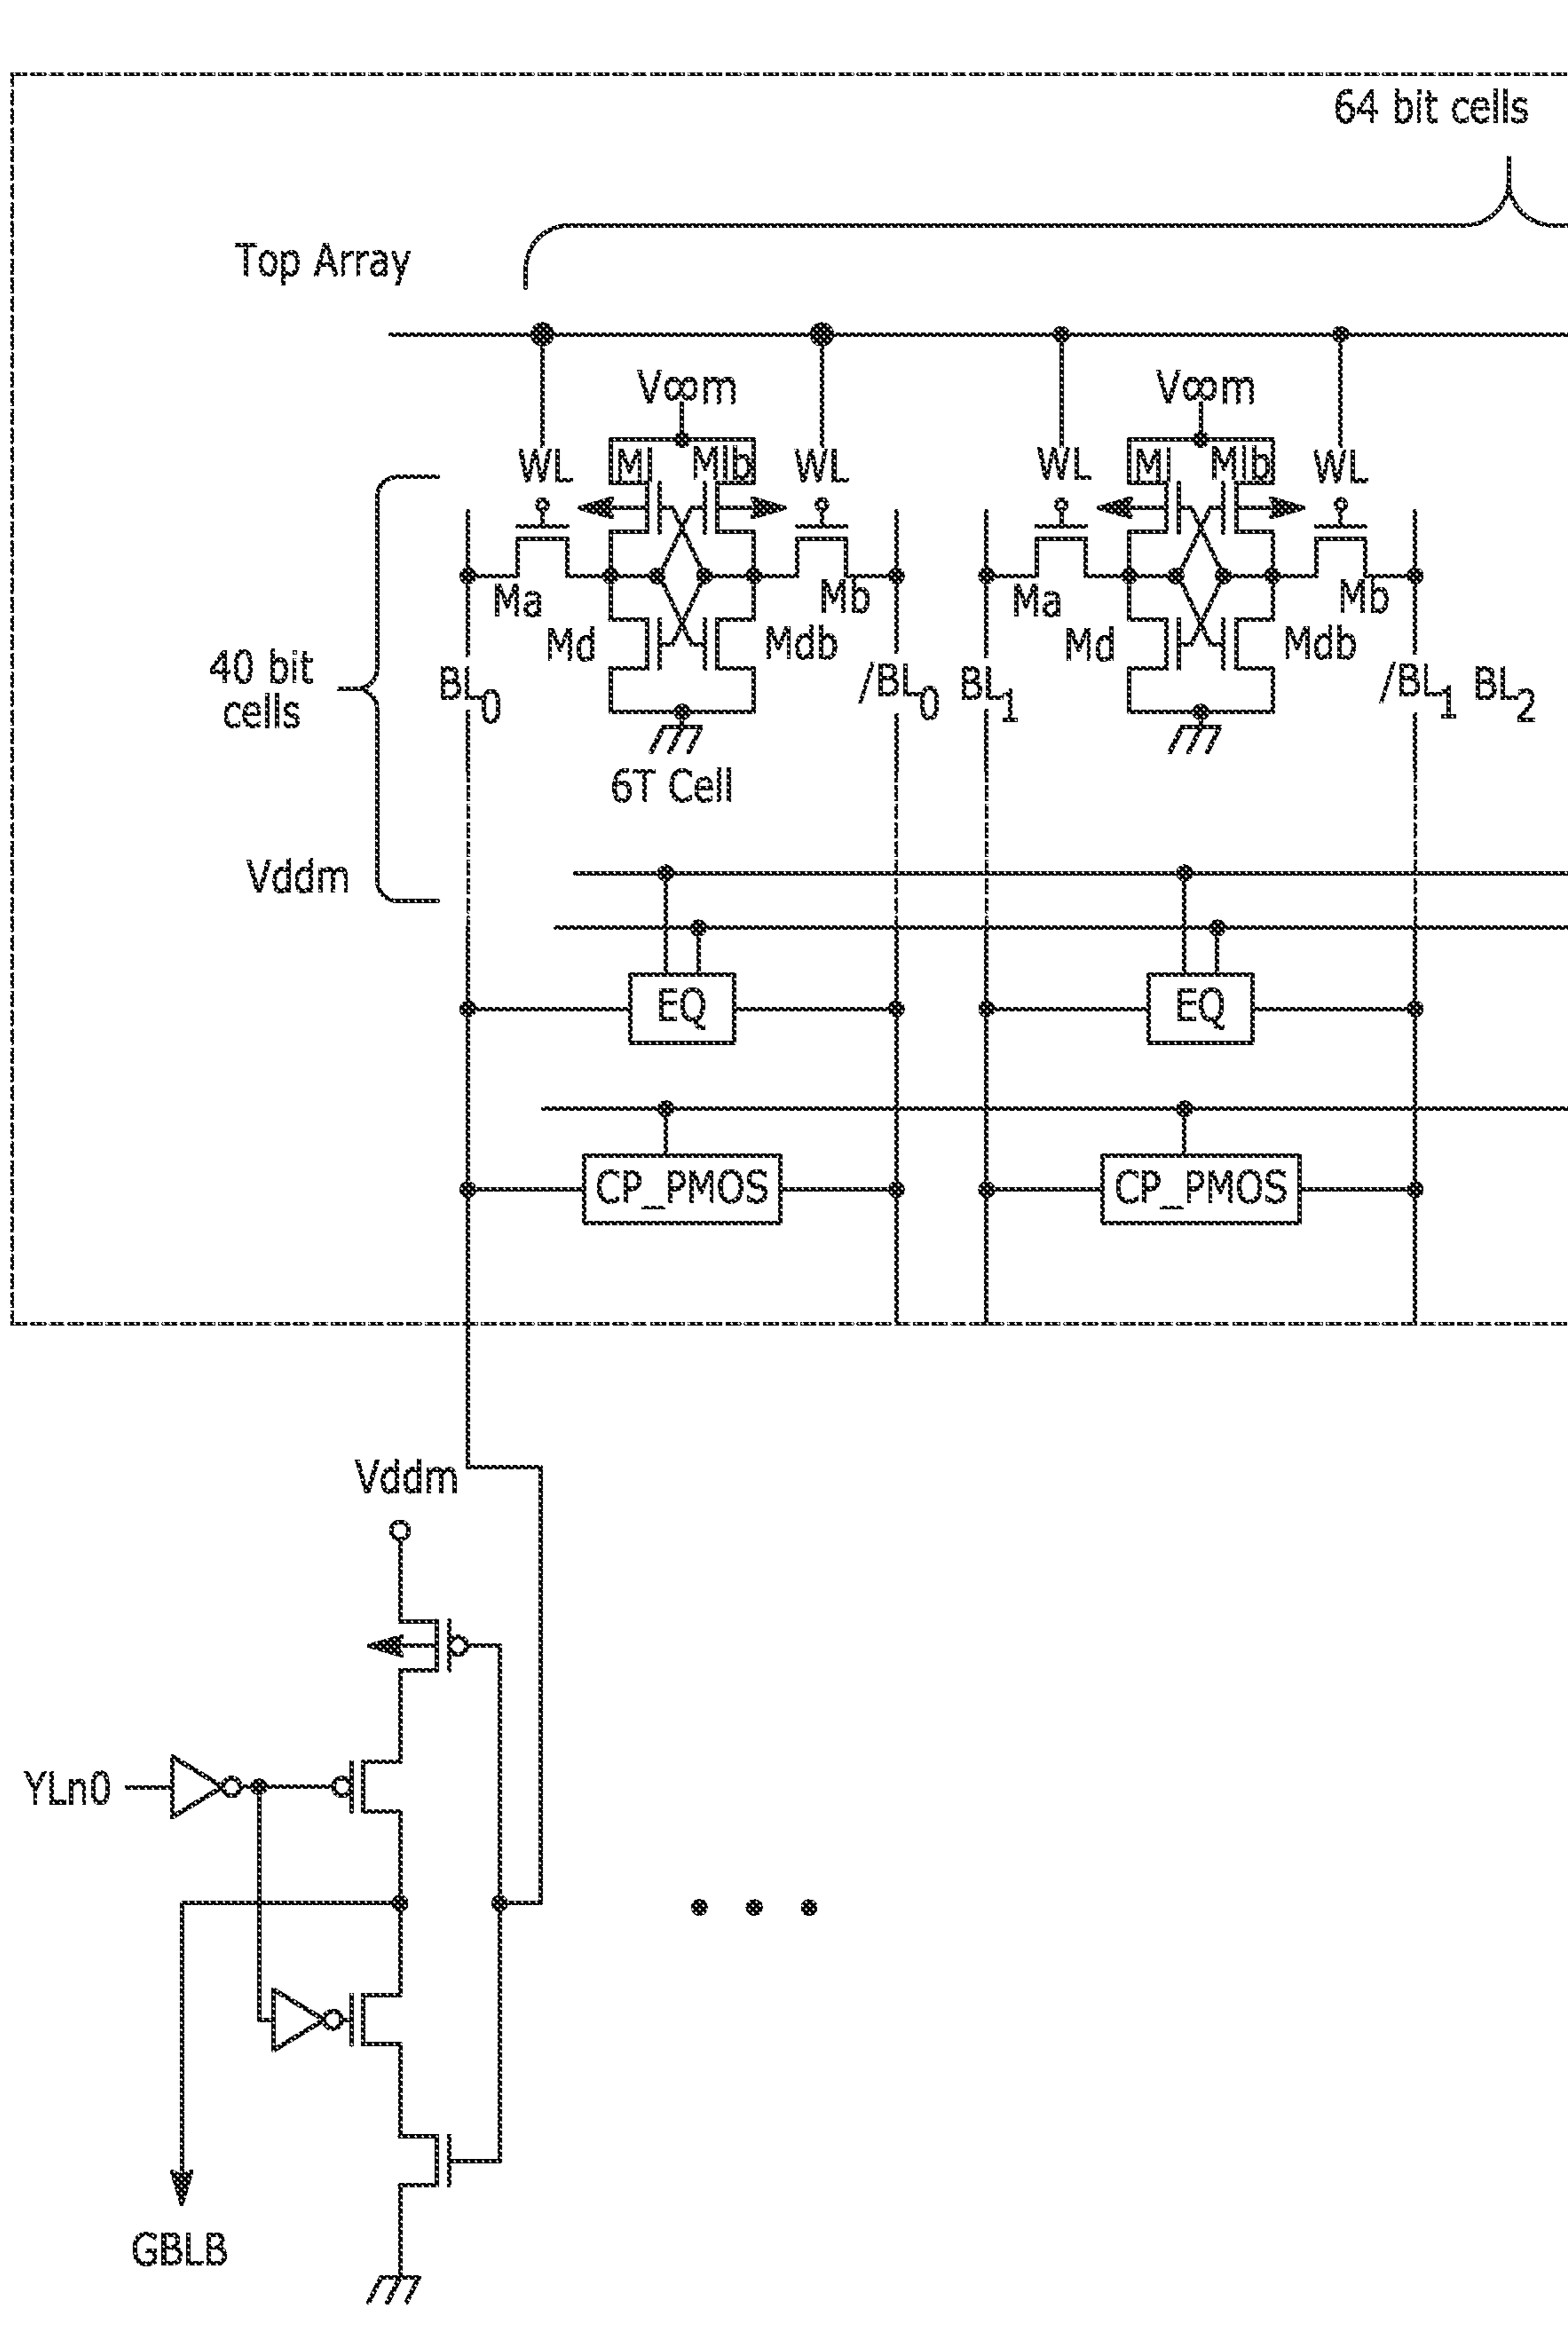 64 bit cells
Top Array
Vꝏm Vꝏm
WL Ml Mlb WL WL Ml Mlb WL
Ma Mb Ma Mb
Md Mdb Md Mdb
40 bit
cells
BL0 /BL0 BL1 /BL1 BL2
6T Cell
Vddm
EQ EQ
CP_PMOS CP_PMOS
Vddm
YLn0
GBLB